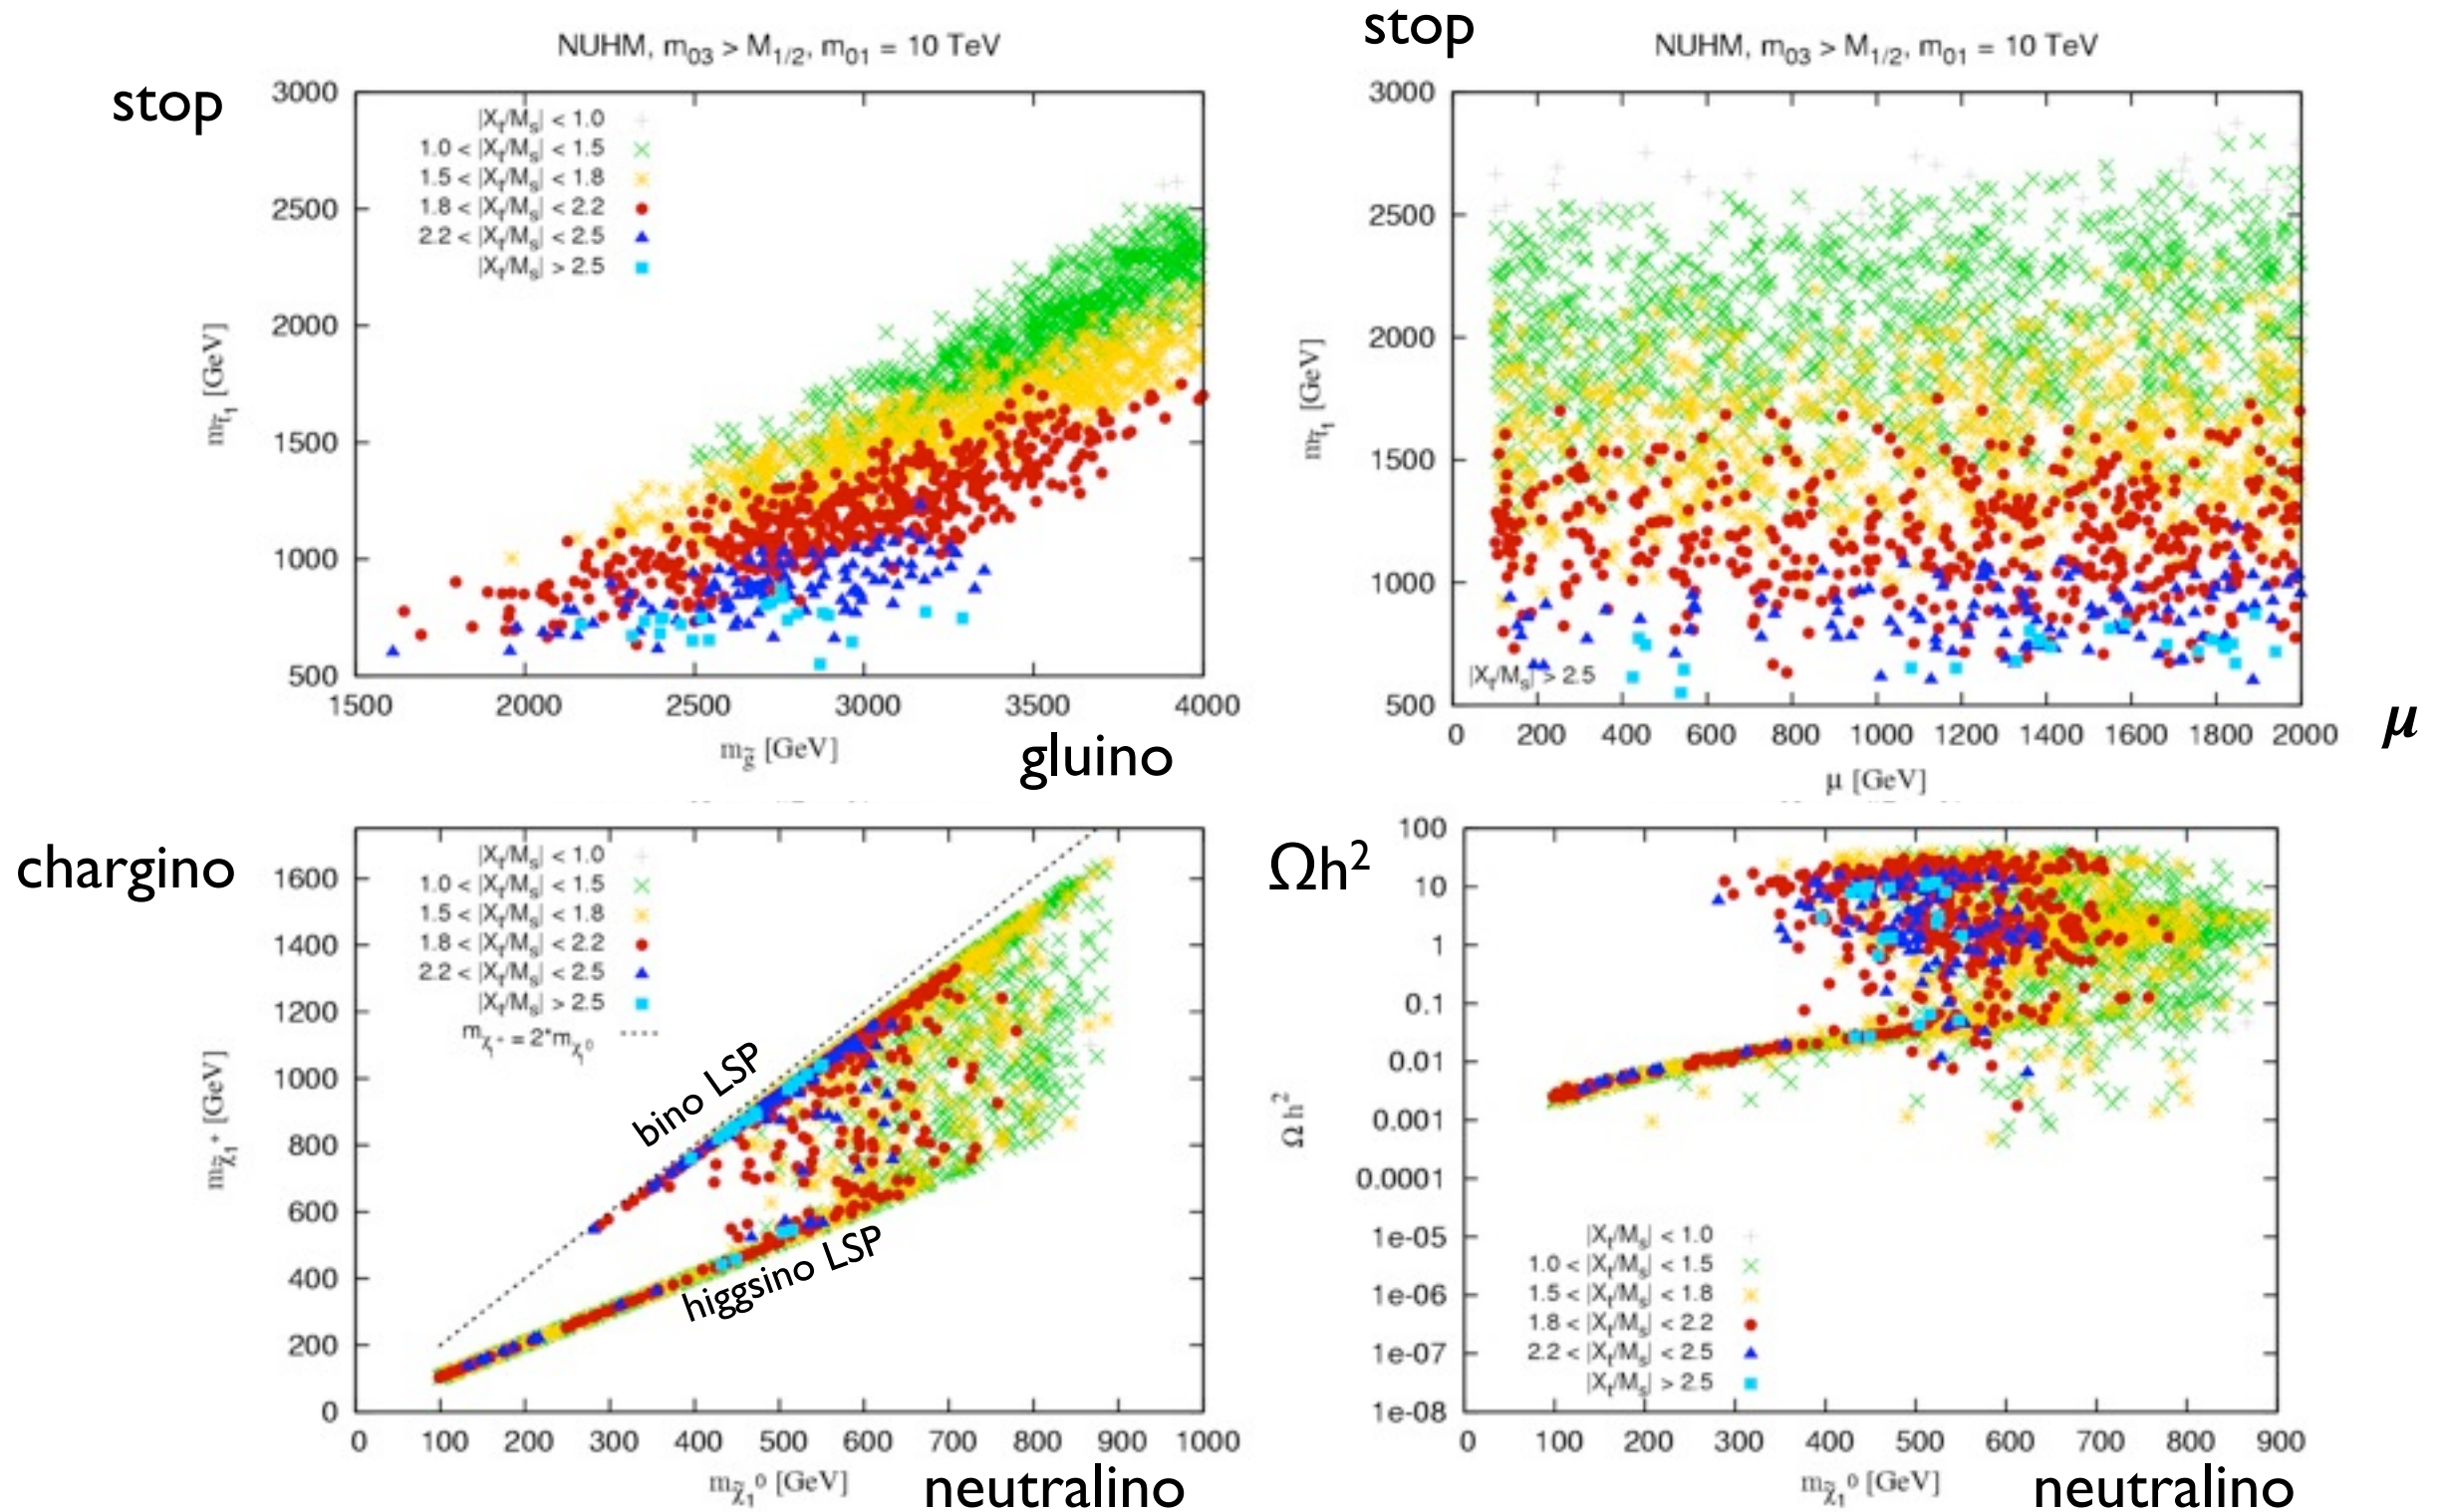 stop
NUHM, m₀₃ > M₁/₂, m₀₁ = 10 TeV
3000
2500
2000
1500
1000
500
|Xₜ/Mₛ| < 1.0
1.0 < |Xₜ/Mₛ| < 1.5
1.5 < |Xₜ/Mₛ| < 1.8
1.8 < |Xₜ/Mₛ| < 2.2
2.2 < |Xₜ/Mₛ| < 2.5
|Xₜ/Mₛ| > 2.5
m_t̃₁ [GeV]
1500 2000 2500 3000 3500 4000
m_g̃ [GeV]
gluino
stop
NUHM, m₀₃ > M₁/₂, m₀₁ = 10 TeV
3000
2500
2000
1500
1000
500
m_t̃₁ [GeV]
|Xₜ/Mₛ| > 2.5
0 200 400 600 800 1000 1200 1400 1600 1800 2000
μ
μ [GeV]
chargino
1600
1400
1200
1000
800
600
400
200
0
|Xₜ/Mₛ| < 1.0
1.0 < |Xₜ/Mₛ| < 1.5
1.5 < |Xₜ/Mₛ| < 1.8
1.8 < |Xₜ/Mₛ| < 2.2
2.2 < |Xₜ/Mₛ| < 2.5
|Xₜ/Mₛ| > 2.5
m_χ₁⁺ = 2*m_χ₁⁰
bino LSP
higgsino LSP
m_χ̃₁⁺ [GeV]
0 100 200 300 400 500 600 700 800 900 1000
m_χ̃₁⁰ [GeV]
neutralino
Ωh²
100
10
1
0.1
0.01
0.001
0.0001
1e-05
1e-06
1e-07
1e-08
Ω h²
|Xₜ/Mₛ| < 1.0
1.0 < |Xₜ/Mₛ| < 1.5
1.5 < |Xₜ/Mₛ| < 1.8
1.8 < |Xₜ/Mₛ| < 2.2
2.2 < |Xₜ/Mₛ| < 2.5
|Xₜ/Mₛ| > 2.5
0 100 200 300 400 500 600 700 800 900
m_χ̃₁⁰ [GeV]
neutralino